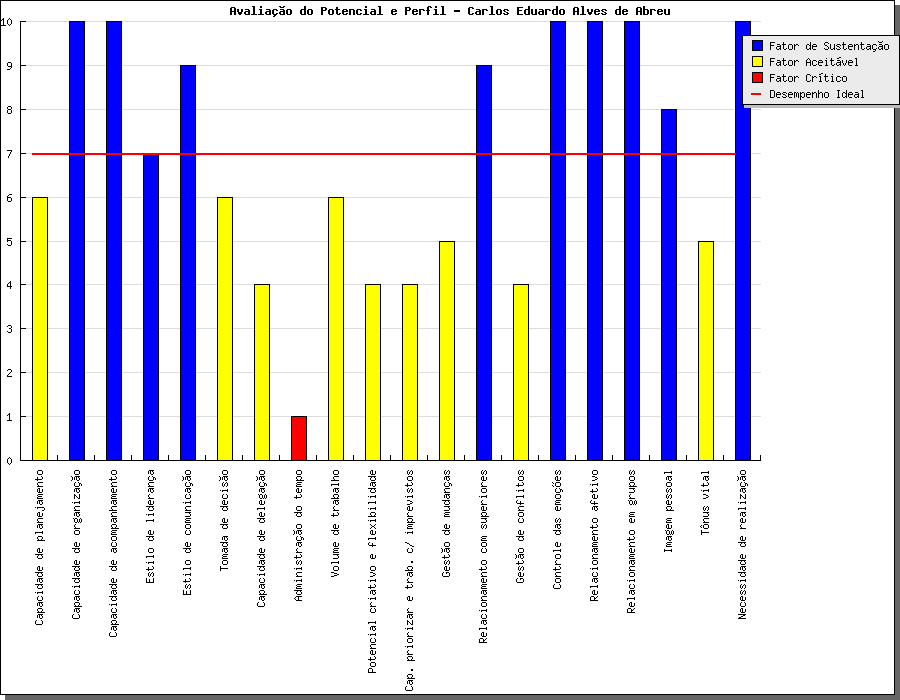 Avaliação do Potencial e Perfil - Carlos Eduardo Alves de Abreu
Fator de Sustentação
Fator Aceitável
Fator Crítico
Desempenho Ideal
10
9
8
7
6
5
4
3
2
1
0
Capacidade de planejamento
Capacidade de organização
Capacidade de acompanhamento
Estilo de liderança
Estilo de comunicação
Tomada de decisão
Capacidade de delegação
Administração do tempo
Volume de trabalho
Potencial criativo e flexibilidade
Cap. priorizar e trab. c/ imprevistos
Gestão de mudanças
Relacionamento com superiores
Gestão de conflitos
Controle das emoções
Relacionamento afetivo
Relacionamento em grupos
Imagem pessoal
Tônus vital
Necessidade de realização